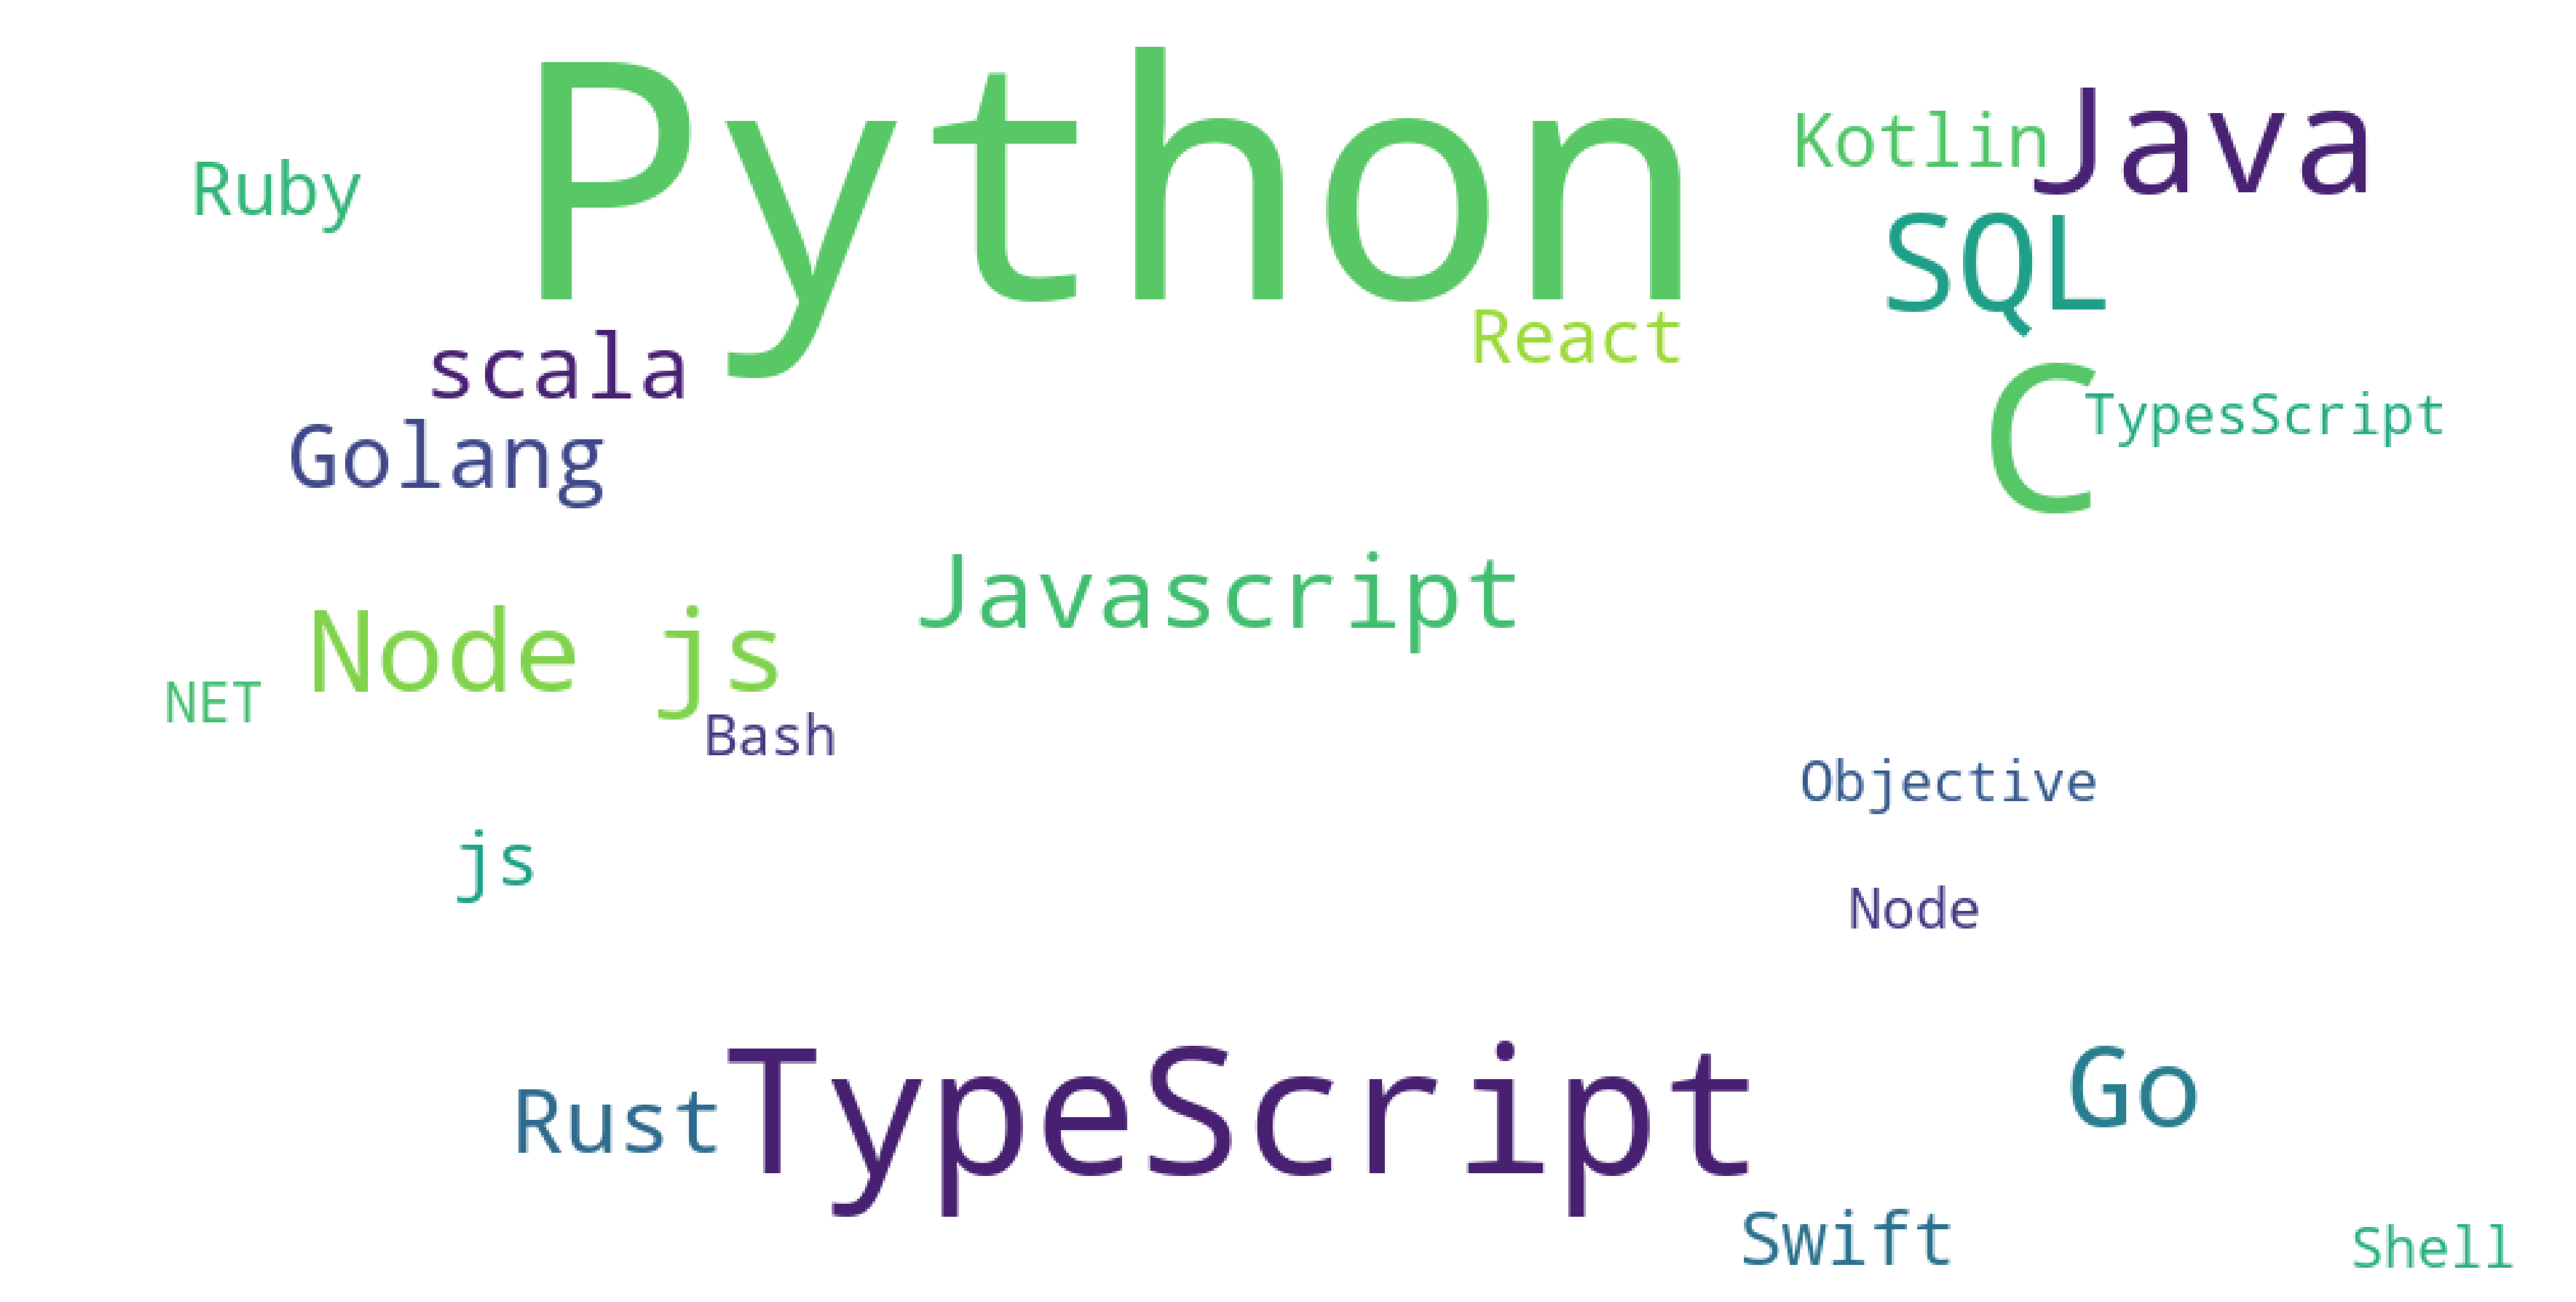 Python
Kotlin
Java
Ruby
SQL
React
scala
C
TypesScript
Golang
Javascript
Node js
NET
Bash
Objective
js
Node
Rust
TypeScript
Go
Swift
Shell